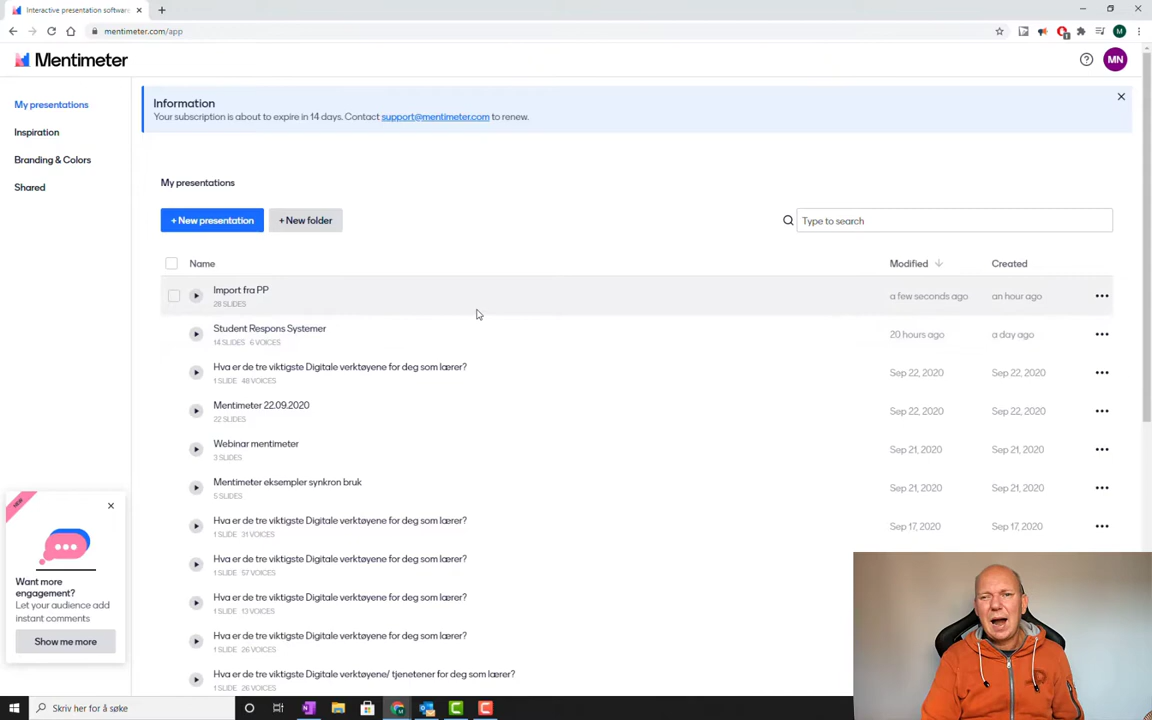 Interactive presentation software
mentimeter.com/app
M
Mentimeter
MN
My presentations
Inspiration
Branding & Colors
Shared
Information
Your subscription is about to expire in 14 days. Contact support@mentimeter.com to renew.
My presentations
+ New presentation
+ New folder
Type to search
Name
Modified
Created
Import fra PP
28 SLIDES
a few seconds ago
an hour ago
Student Respons Systemer
14 SLIDES 6 VOICES
20 hours ago
a day ago
Hva er de tre viktigste Digitale verktøyene for deg som lærer?
1 SLIDE 48 VOICES
Sep 22, 2020
Sep 22, 2020
Mentimeter 22.09.2020
22 SLIDES
Sep 22, 2020
Sep 22, 2020
Webinar mentimeter
3 SLIDES
Sep 21, 2020
Sep 21, 2020
Mentimeter eksempler synkron bruk
5 SLIDES
Sep 21, 2020
Sep 21, 2020
Hva er de tre viktigste Digitale verktøyene for deg som lærer?
1 SLIDE 31 VOICES
Sep 17, 2020
Sep 17, 2020
Hva er de tre viktigste Digitale verktøyene for deg som lærer?
1 SLIDE 57 VOICES
Hva er de tre viktigste Digitale verktøyene for deg som lærer?
1 SLIDE 13 VOICES
Hva er de tre viktigste Digitale verktøyene for deg som lærer?
1 SLIDE 26 VOICES
Hva er de tre viktigste Digitale verktøyene/ tjenetener for deg som lærer?
1 SLIDE 26 VOICES
NEW
Want more
engagement?
Let your audience add
instant comments
Show me more
Skriv her for å søke